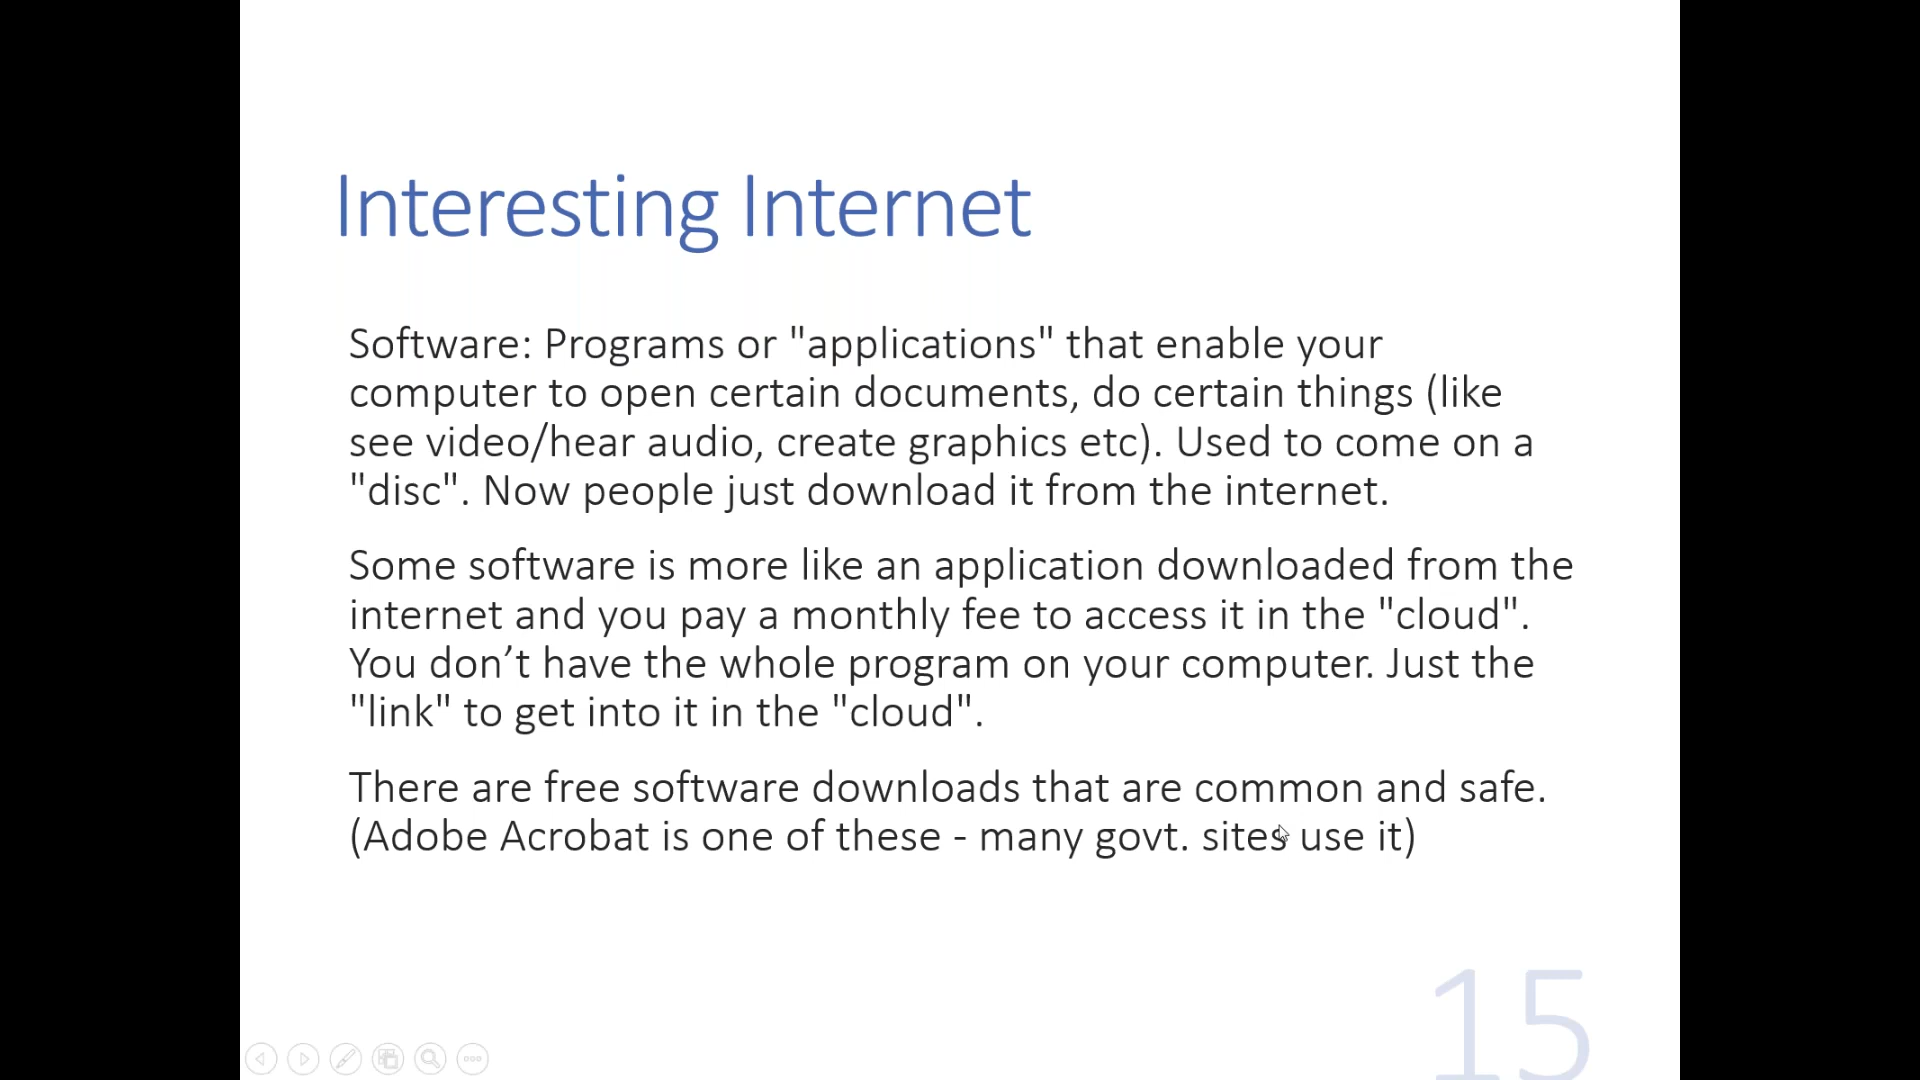 Interesting Internet
Software: Programs or "applications" that enable your
computer to open certain documents, do certain things (like
see video/hear audio, create graphics etc). Used to come on a
"disc". Now people just download it from the internet.
Some software is more like an application downloaded from the
internet and you pay a monthly fee to access it in the "cloud".
You don’t have the whole program on your computer. Just the
"link" to get into it in the "cloud".
There are free software downloads that are common and safe.
(Adobe Acrobat is one of these - many govt. sites use it)
15